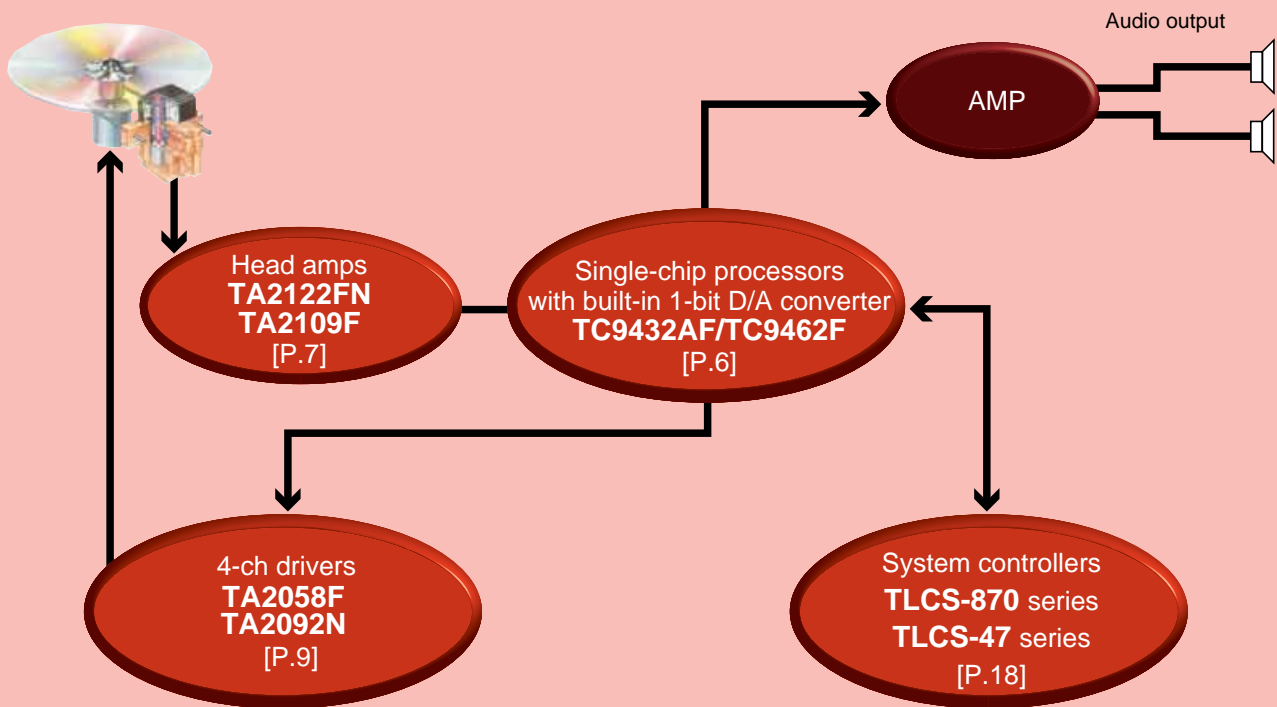 Audio output
AMP
Head amps
TA2122FN
TA2109F
[P.7]
Single-chip processors
with built-in 1-bit D/A converter
TC9432AF/TC9462F
[P.6]
4-ch drivers
TA2058F
TA2092N
[P.9]
System controllers
TLCS-870 series
TLCS-47 series
[P.18]